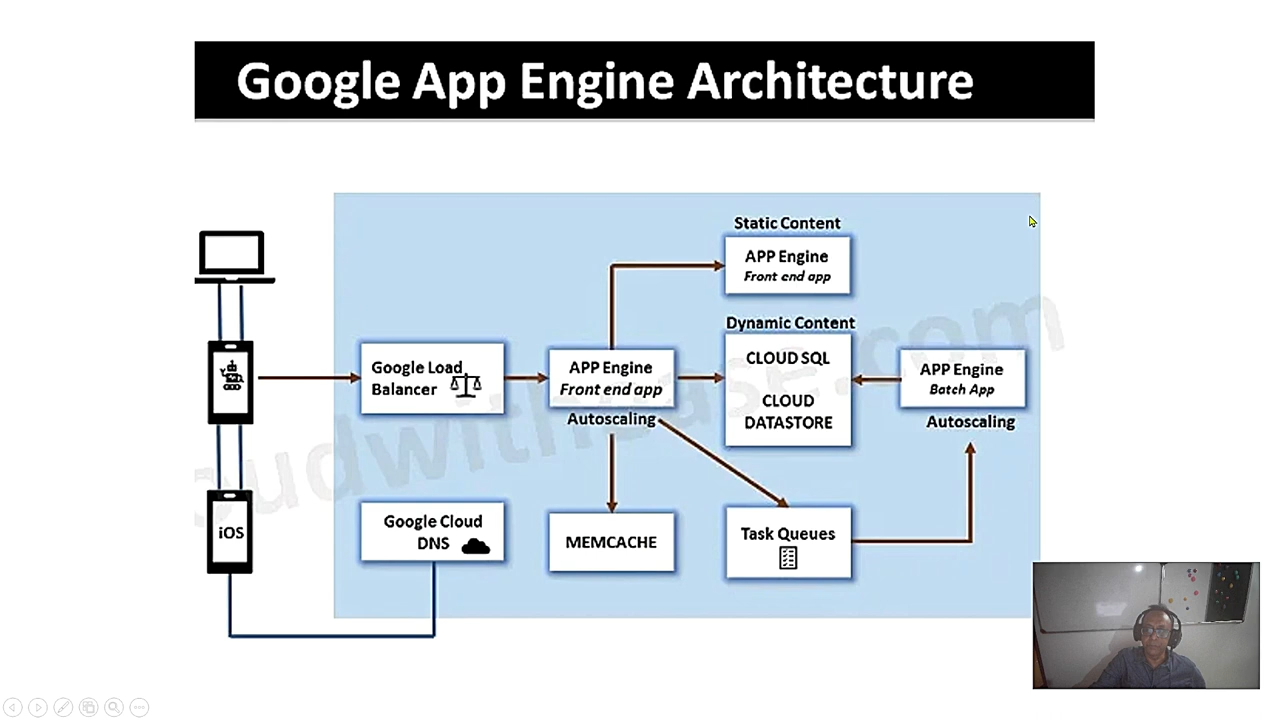 Google App Engine Architecture
Static Content
APP Engine
Front end app
Dynamic Content
CLOUD SQL
CLOUD
DATASTORE
Google Load
Balancer
APP Engine
Front end app
Autoscaling
APP Engine
Batch App
Autoscaling
iOS
Google Cloud
DNS
MEMCACHE
Task Queues
oudwithease.com